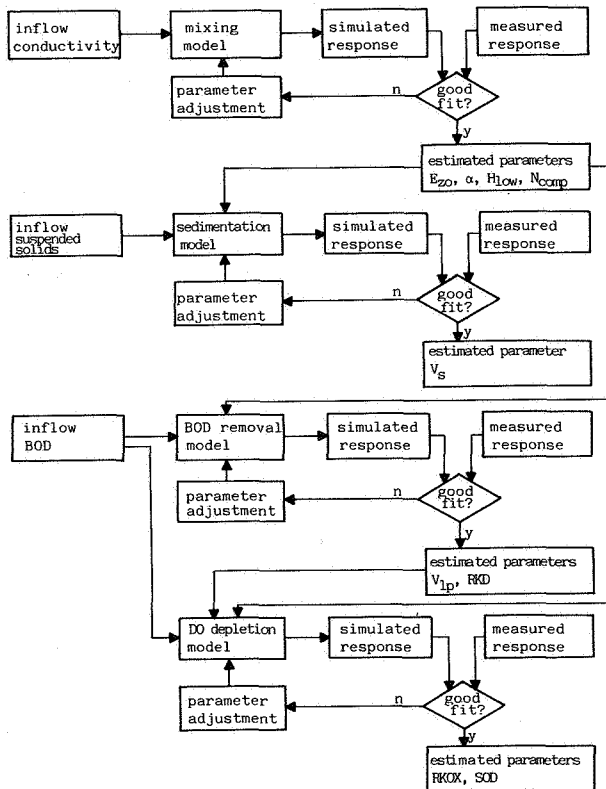 inflow
conductivity
mixing
model
simulated
response
measured
response
parameter
adjustment
n
good
fit?
y
estimated parameters
E_zo, α, H_low, N_comp
inflow
suspended
solids
sedimentation
model
simulated
response
measured
response
parameter
adjustment
n
good
fit?
y
estimated parameter
V_s
inflow
BOD
BOD removal
model
simulated
response
measured
response
parameter
adjustment
n
good
fit?
y
estimated parameters
V_lp, RKD
DO depletion
model
simulated
response
measured
response
parameter
adjustment
n
good
fit?
y
estimated parameters
RKOX, SOD